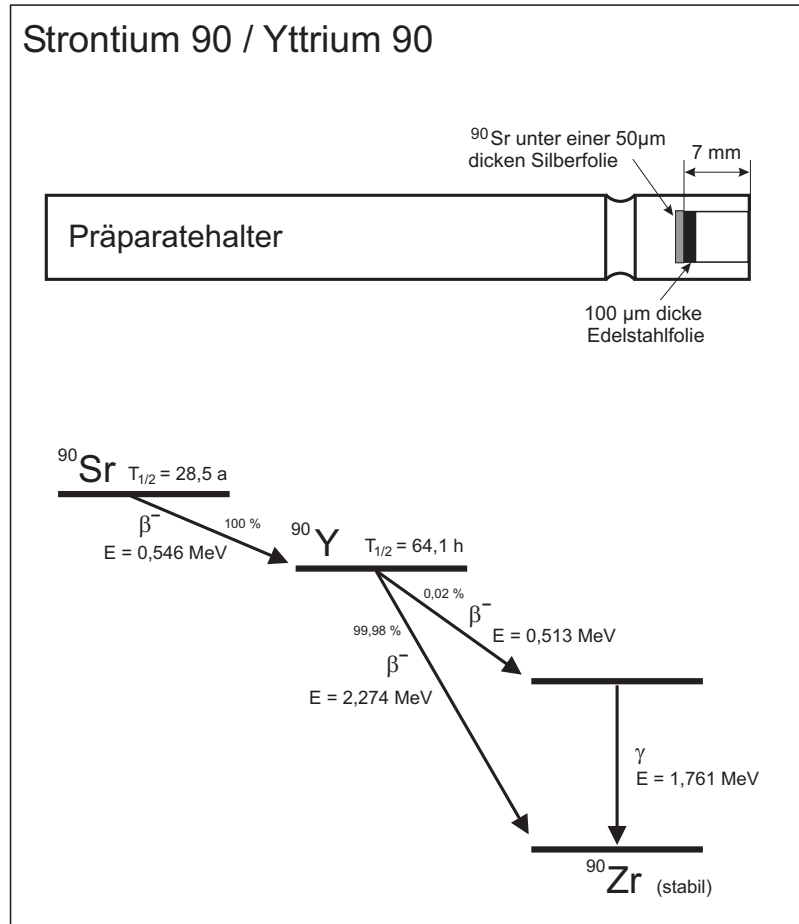 Strontium 90 / Yttrium 90
⁹⁰Sr unter einer 50µm
dicken Silberfolie
7 mm
Präparatehalter
100 µm dicke
Edelstahlfolie
⁹⁰Sr T₁/₂ = 28,5 a
β⁻
100 %
E = 0,546 MeV
⁹⁰Y T₁/₂ = 64,1 h
0,02 %
β⁻
E = 0,513 MeV
99,98 %
β⁻
E = 2,274 MeV
γ
E = 1,761 MeV
⁹⁰Zr (stabil)